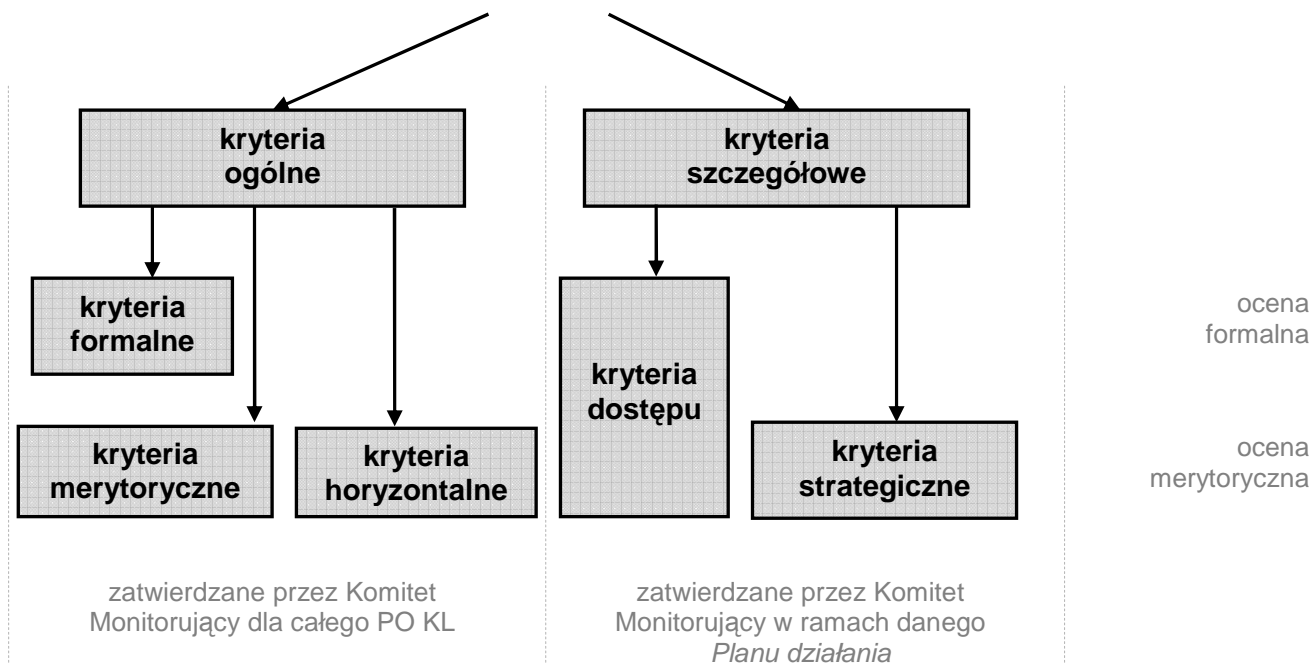 kryteria
ogólne
kryteria
szczegółowe
kryteria
formalne
kryteria
dostępu
ocena
formalna
kryteria
merytoryczne
kryteria
horyzontalne
kryteria
strategiczne
ocena
merytoryczna
zatwierdzane przez Komitet
Monitorujący dla całego PO KL
zatwierdzane przez Komitet
Monitorujący w ramach danego
Planu działania